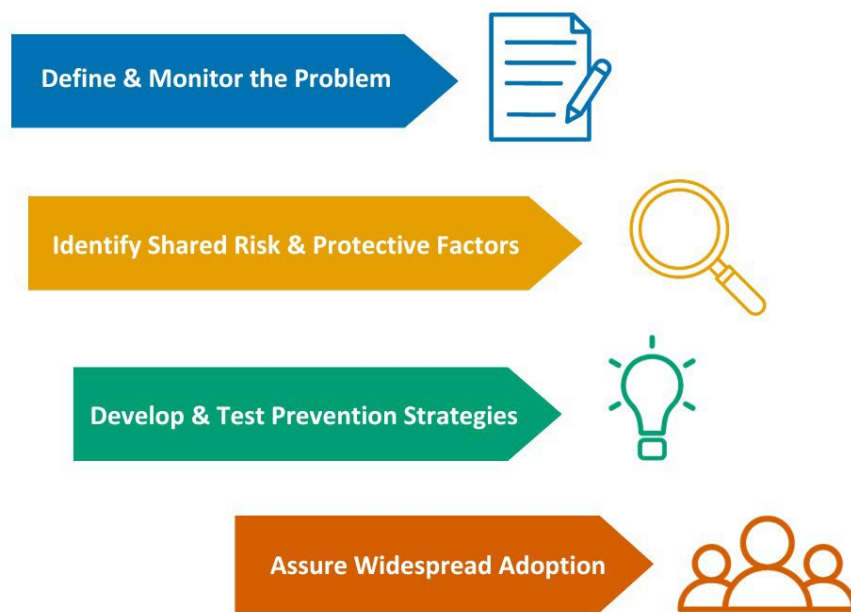 Define & Monitor the Problem
Identify Shared Risk & Protective Factors
Develop & Test Prevention Strategies
Assure Widespread Adoption